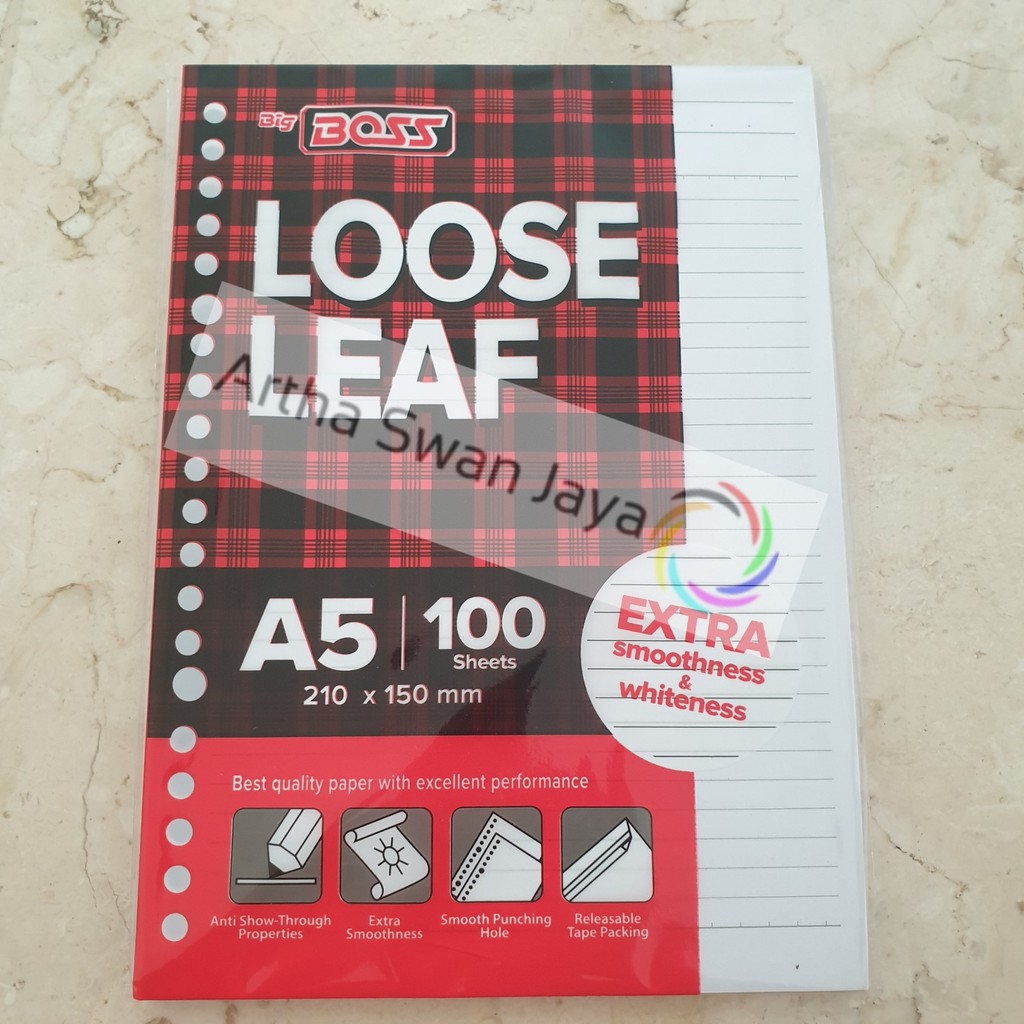 Big BOSS
LOOSE
LEAF
Artha Swan Jaya
A5 100
Sheets
210 x 150 mm
EXTRA
smoothness
&
whiteness
Best quality paper with excellent performance
Anti Show-Through
Properties
Extra
Smoothness
Smooth Punching
Hole
Releasable
Tape Packing